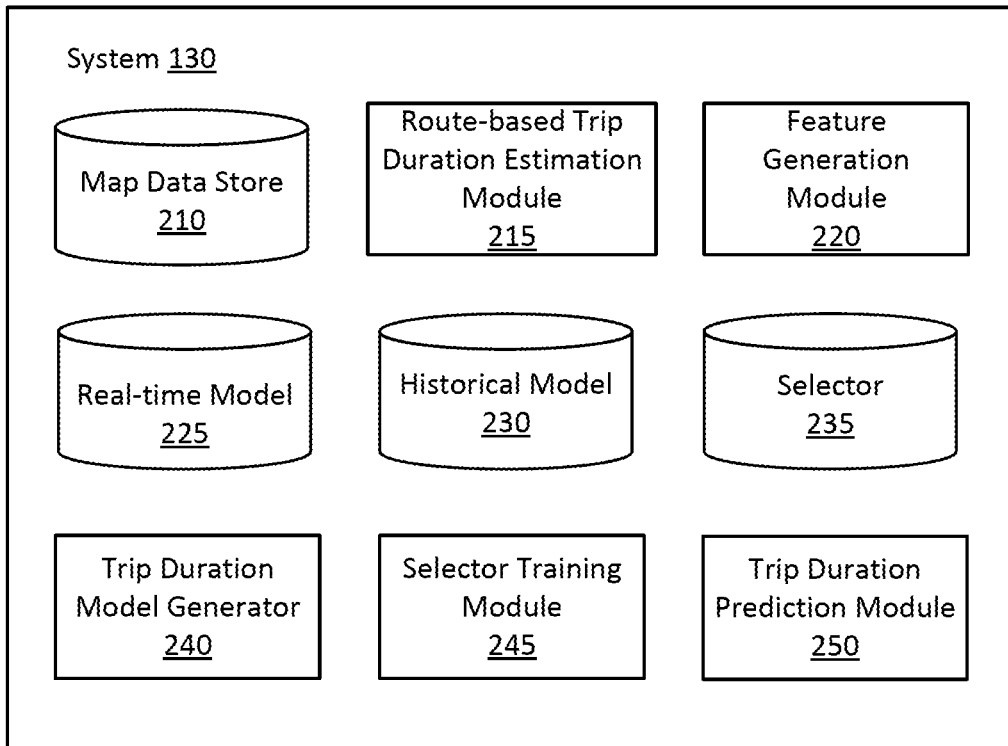 System 130
Map Data Store
210
Route-based Trip
Duration Estimation
Module
215
Feature
Generation
Module
220
Real-time Model
225
Historical Model
230
Selector
235
Trip Duration
Model Generator
240
Selector Training
Module
245
Trip Duration
Prediction Module
250